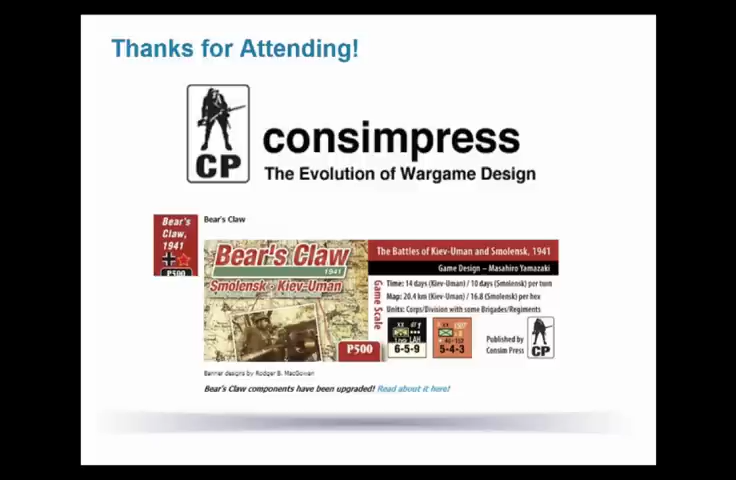 Thanks for Attending!
CP
consimpress
The Evolution of Wargame Design
Bear's
Claw,
1941
P500
Bear's Claw
Bear's Claw
1941
Smolensk · Kiev-Uman
P500
The Battles of Kiev-Uman and Smolensk, 1941
Game Design – Masahiro Yamazaki
Game Scale
Time: 14 days (Kiev-Uman) / 10 days (Smolensk) per turn
Map: 20.4 km (Kiev-Uman) / 16.8 (Smolensk) per hex
Units: Corps/Division with some Brigades/Regiments
LAH
6-5-9
5-4-3
Published by
Consim Press
CP
Banner designs by Rodger B. MacGowan
Bear's Claw components have been upgraded! Read about it here!